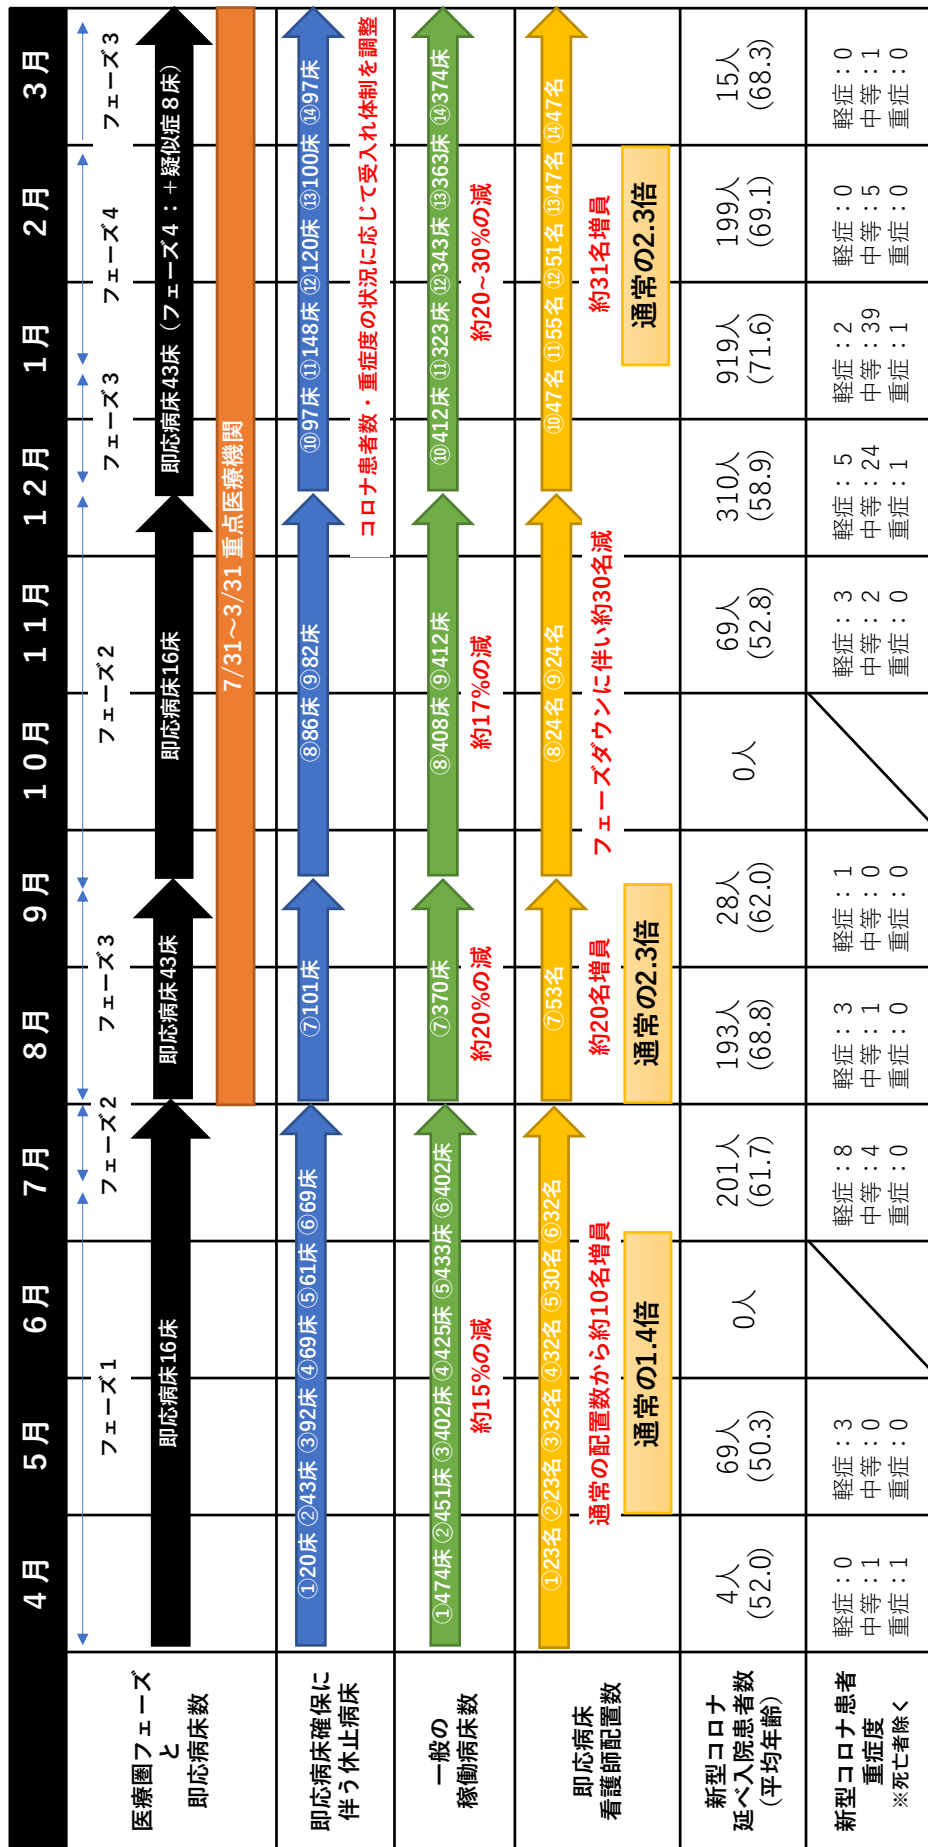 4月 5月 6月 7月 8月 9月 10月 11月 12月 1月 2月 3月
医療圏フェーズ
と
即応病床数
フェーズ1 フェーズ2 フェーズ3 フェーズ2 フェーズ3 フェーズ4 フェーズ3
即応病床16床 即応病床43床 即応病床16床 即応病床43床（フェーズ4：＋疑似症8床）
7/31～3/31 重点医療機関
即応病床確保に
伴う休止病床
①20床 ②43床 ③92床 ④69床 ⑤61床 ⑥69床 ⑦101床 ⑧86床 ⑨82床 ⑩97床 ⑪148床 ⑫120床 ⑬100床 ⑭97床
コロナ患者数・重症度の状況に応じて受入れ体制を調整
一般の
稼働病床数
①474床 ②451床 ③402床 ④425床 ⑤433床 ⑥402床 ⑦370床 ⑧408床 ⑨412床 ⑩412床 ⑪323床 ⑫343床 ⑬363床 ⑭374床
約15%の減 約20%の減 約17%の減 約20~30%の減
即応病床
看護師配置数
①23名 ②23名 ③32名 ④32名 ⑤30名 ⑥32名 ⑦53名 ⑧24名 ⑨24名 ⑩47名 ⑪55名 ⑫51名 ⑬47名 ⑭47名
通常の配置数から約10名増員 約20名増員 フェーズダウンに伴い約30名減 約31名増員
通常の1.4倍 通常の2.3倍 通常の2.3倍
新型コロナ
延べ入院患者数
(平均年齢)
4人 69人 0人 201人 193人 28人 0人 69人 310人 919人 199人 15人
(52.0) (50.3) (61.7) (68.8) (62.0) (52.8) (58.9) (71.6) (69.1) (68.3)
新型コロナ患者
重症度
※死亡者除く
軽症：0 軽症：3 軽症：8 軽症：3 軽症：1 軽症：3 軽症：5 軽症：2 軽症：0 軽症：0
中等：1 中等：0 中等：4 中等：1 中等：0 中等：2 中等：24 中等：39 中等：5 中等：1
重症：1 重症：0 重症：0 重症：0 重症：0 重症：0 重症：1 重症：1 重症：0 重症：0